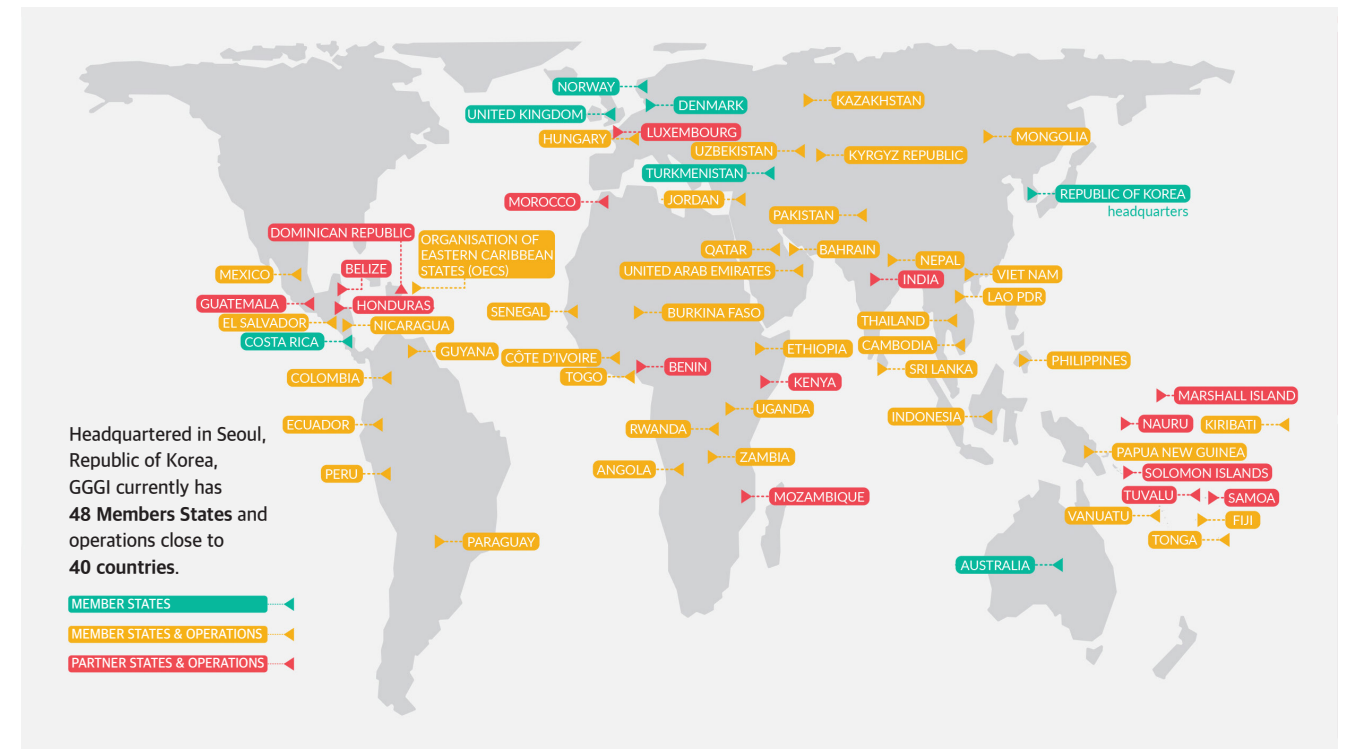 NORWAY
DENMARK
KAZAKHSTAN
UNITED KINGDOM
LUXEMBOURG
HUNGARY
MONGOLIA
UZBEKISTAN
KYRGYZ REPUBLIC
TURKMENISTAN
REPUBLIC OF KOREA
headquarters
MOROCCO
JORDAN
PAKISTAN
DOMINICAN REPUBLIC
ORGANISATION OF
EASTERN CARIBBEAN
STATES (OECS)
QATAR
BAHRAIN
NEPAL
BELIZE
MEXICO
UNITED ARAB EMIRATES
VIET NAM
INDIA
LAO PDR
GUATEMALA
HONDURAS
SENEGAL
BURKINA FASO
EL SALVADOR
NICARAGUA
THAILAND
COSTA RICA
CAMBODIA
ETHIOPIA
GUYANA
CÔTE D'IVOIRE
PHILIPPINES
BENIN
SRI LANKA
COLOMBIA
TOGO
KENYA
MARSHALL ISLAND
UGANDA
INDONESIA
ECUADOR
RWANDA
NAURU
KIRIBATI
PAPUA NEW GUINEA
ZAMBIA
PERU
ANGOLA
SOLOMON ISLANDS
MOZAMBIQUE
TUVALU
SAMOA
VANUATU
FIJI
PARAGUAY
TONGA
AUSTRALIA
Headquartered in Seoul,
Republic of Korea,
GGGI currently has
48 Members States and
operations close to
40 countries.
MEMBER STATES
MEMBER STATES & OPERATIONS
PARTNER STATES & OPERATIONS